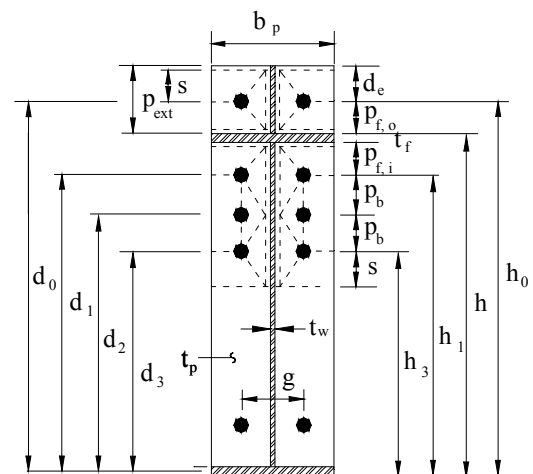 b p
s
p ext
d e
p f, o
t f
p f, i
p b
p b
s
d 0
d 1
d 2
d 3
t p
t w
g
h 3
h 1
h
h 0